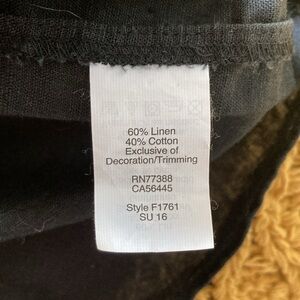 60% Linen
40% Cotton
Exclusive of
Decoration/Trimming
RN77388
CA56445
Style F1761
SU 16